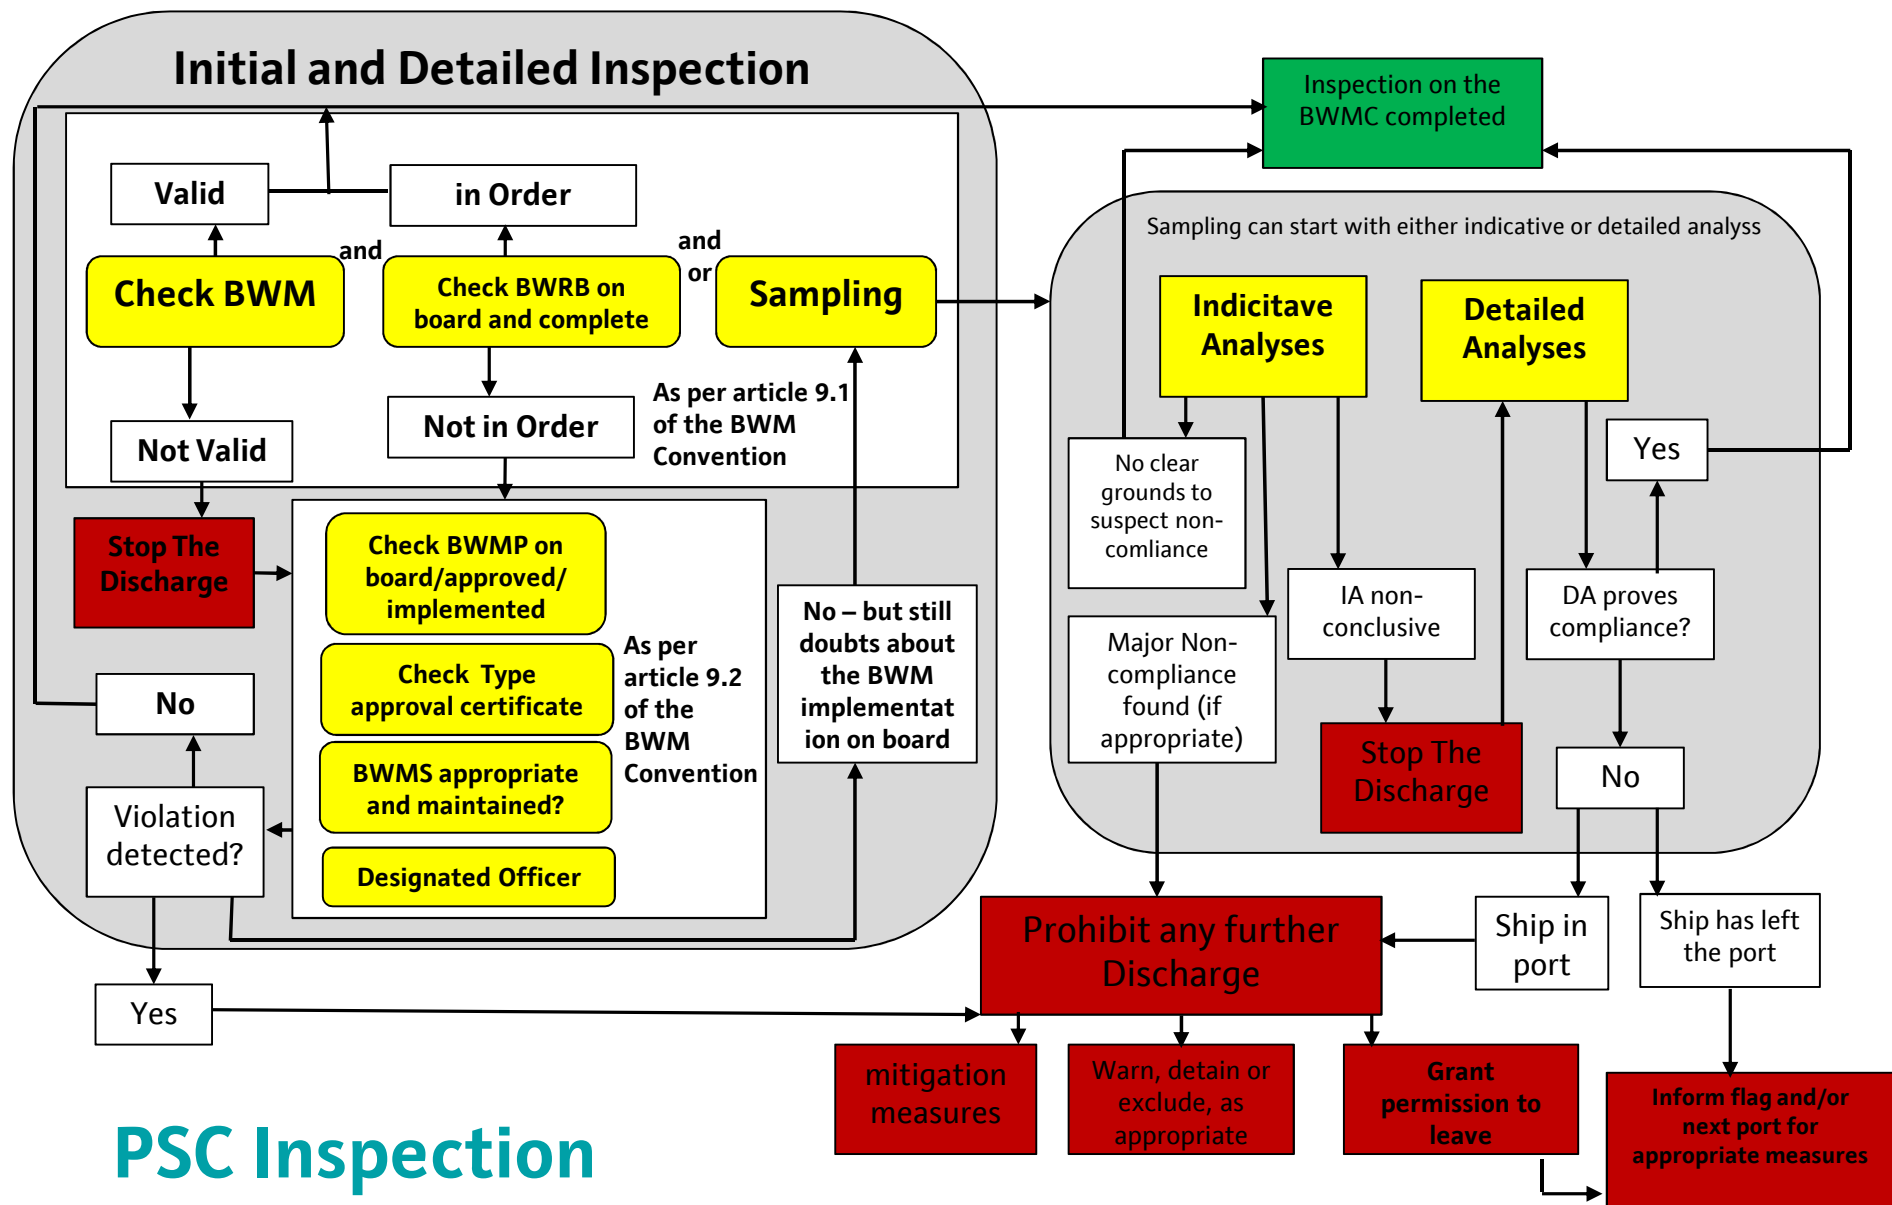 Initial and Detailed Inspection
Inspection on the
BWMC completed
Valid
in Order
and
and
or
Check BWM
Check BWRB on
board and complete
Sampling
Not Valid
Not in Order
As per article 9.1
of the BWM
Convention
Stop The
Discharge
Check BWMP on
board/approved/
implemented
Check Type
approval certificate
BWMS appropriate
and maintained?
Designated Officer
As per
article 9.2
of the
BWM
Convention
No – but still
doubts about
the BWM
implementat
ion on board
No
Violation
detected?
Yes
Sampling can start with either indicative or detailed analyss
Indicitave
Analyses
Detailed
Analyses
No clear
grounds to
suspect non-
comliance
Yes
Major Non-
compliance
found (if
appropriate)
IA non-
conclusive
DA proves
compliance?
Stop The
Discharge
No
Prohibit any further
Discharge
Ship in
port
Ship has left
the port
mitigation
measures
Warn, detain or
exclude, as
appropriate
Grant
permission to
leave
Inform flag and/or
next port for
appropriate measures
PSC Inspection